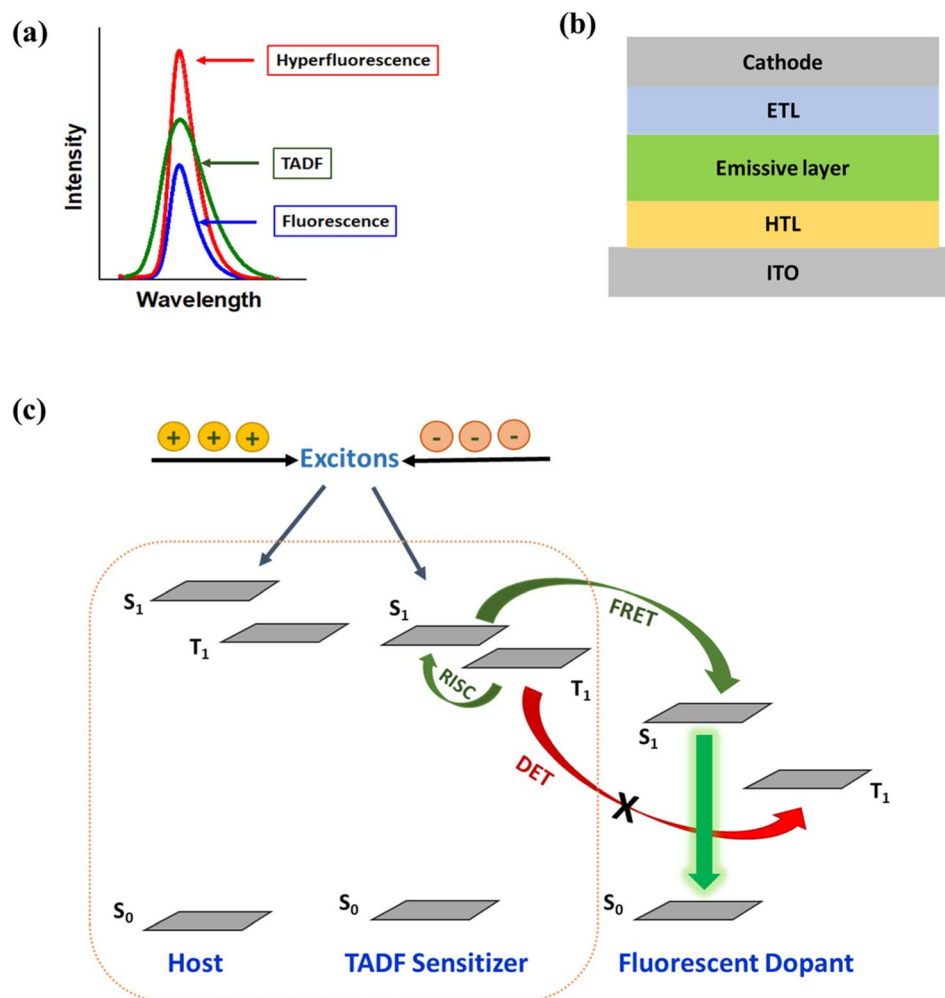 (a)
Hyperfluorescence
TADF
Fluorescence
Intensity
Wavelength
(b)
Cathode
ETL
Emissive layer
HTL
ITO
(c)
+ + +
Excitons
- - -
S1
T1
S1
FRET
RISC
T1
S1
DET
X
T1
S0
S0
S0
Host
TADF Sensitizer
Fluorescent Dopant